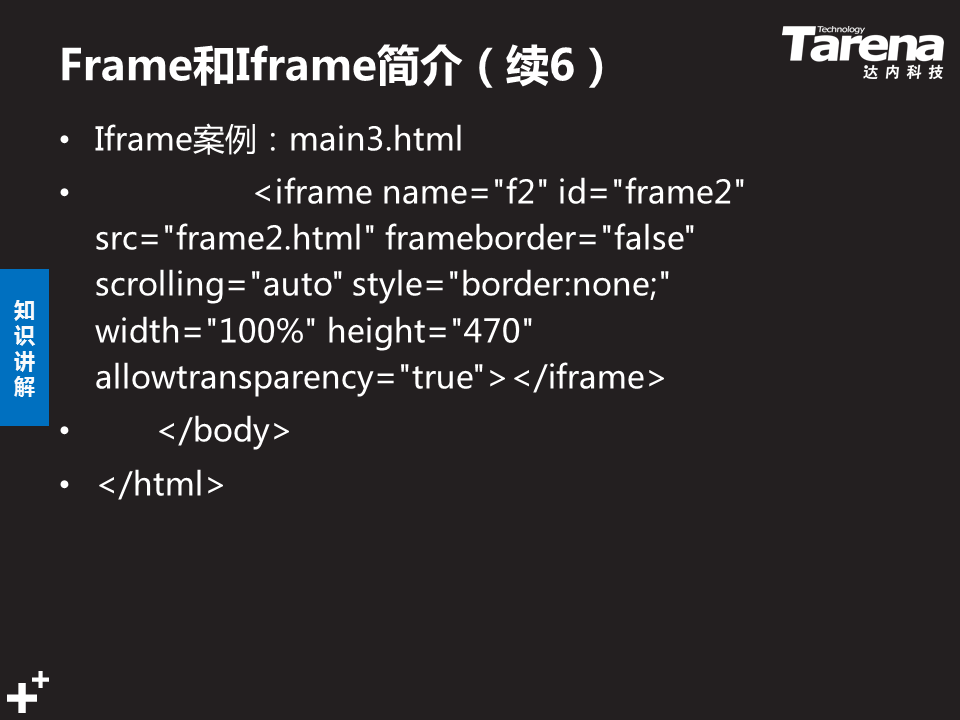 Frame和Iframe简介（续6）
Technology
Tarena
达内科技
• Iframe案例：main3.html
• <iframe name="f2" id="frame2"
src="frame2.html" frameborder="false"
scrolling="auto" style="border:none;"
width="100%" height="470"
allowtransparency="true"></iframe>
• </body>
• </html>
知
识
讲
解